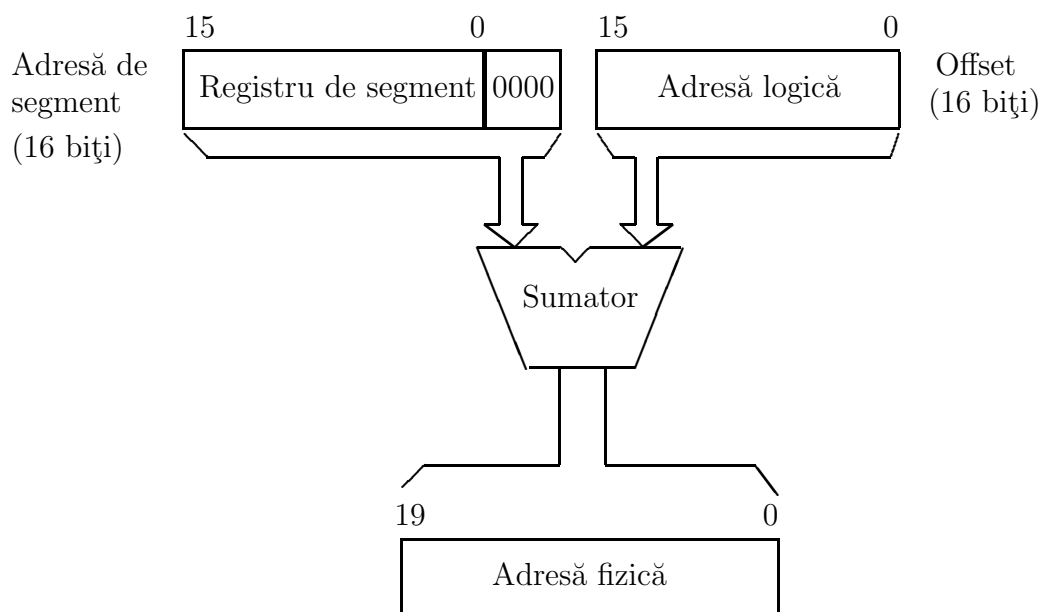 15 0 15 0
Adresă de
segment
(16 biţi)
Registru de segment 0000
Adresă logică
Offset
(16 biţi)
Sumator
19 0
Adresă fizică